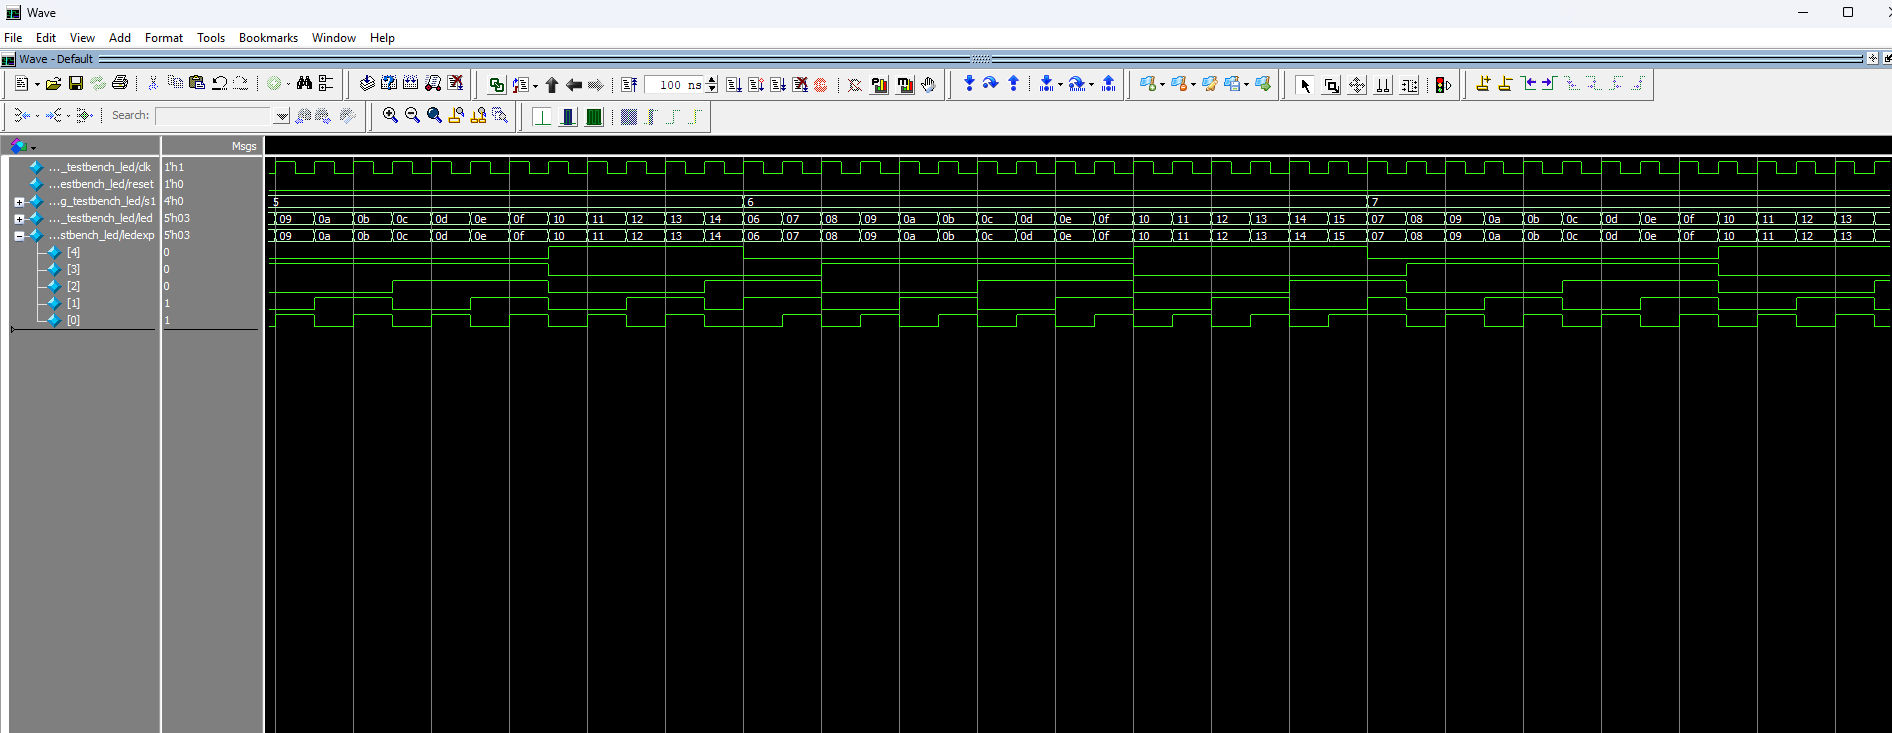 Wave
File Edit View Add Format Tools Bookmarks Window Help
Wave - Default
100 ns
Search:
Msgs
..._testbench_led/clk 1'h1
...estbench_led/reset 1'h0
...g_testbench_led/s1 4'h0 5 6 7
..._testbench_led/led 5'h03 09 0a 0b 0c 0d 0e 0f 10 11 12 13 14 06 07 08 09 0a 0b 0c 0d 0e 0f 10 11 12 13 14 15 07 08 09 0a 0b 0c 0d 0e 0f 10 11 12 13
...stbench_led/ledexp 5'h03 09 0a 0b 0c 0d 0e 0f 10 11 12 13 14 06 07 08 09 0a 0b 0c 0d 0e 0f 10 11 12 13 14 15 07 08 09 0a 0b 0c 0d 0e 0f 10 11 12 13
[4] 0
[3] 0
[2] 0
[1] 1
[0] 1